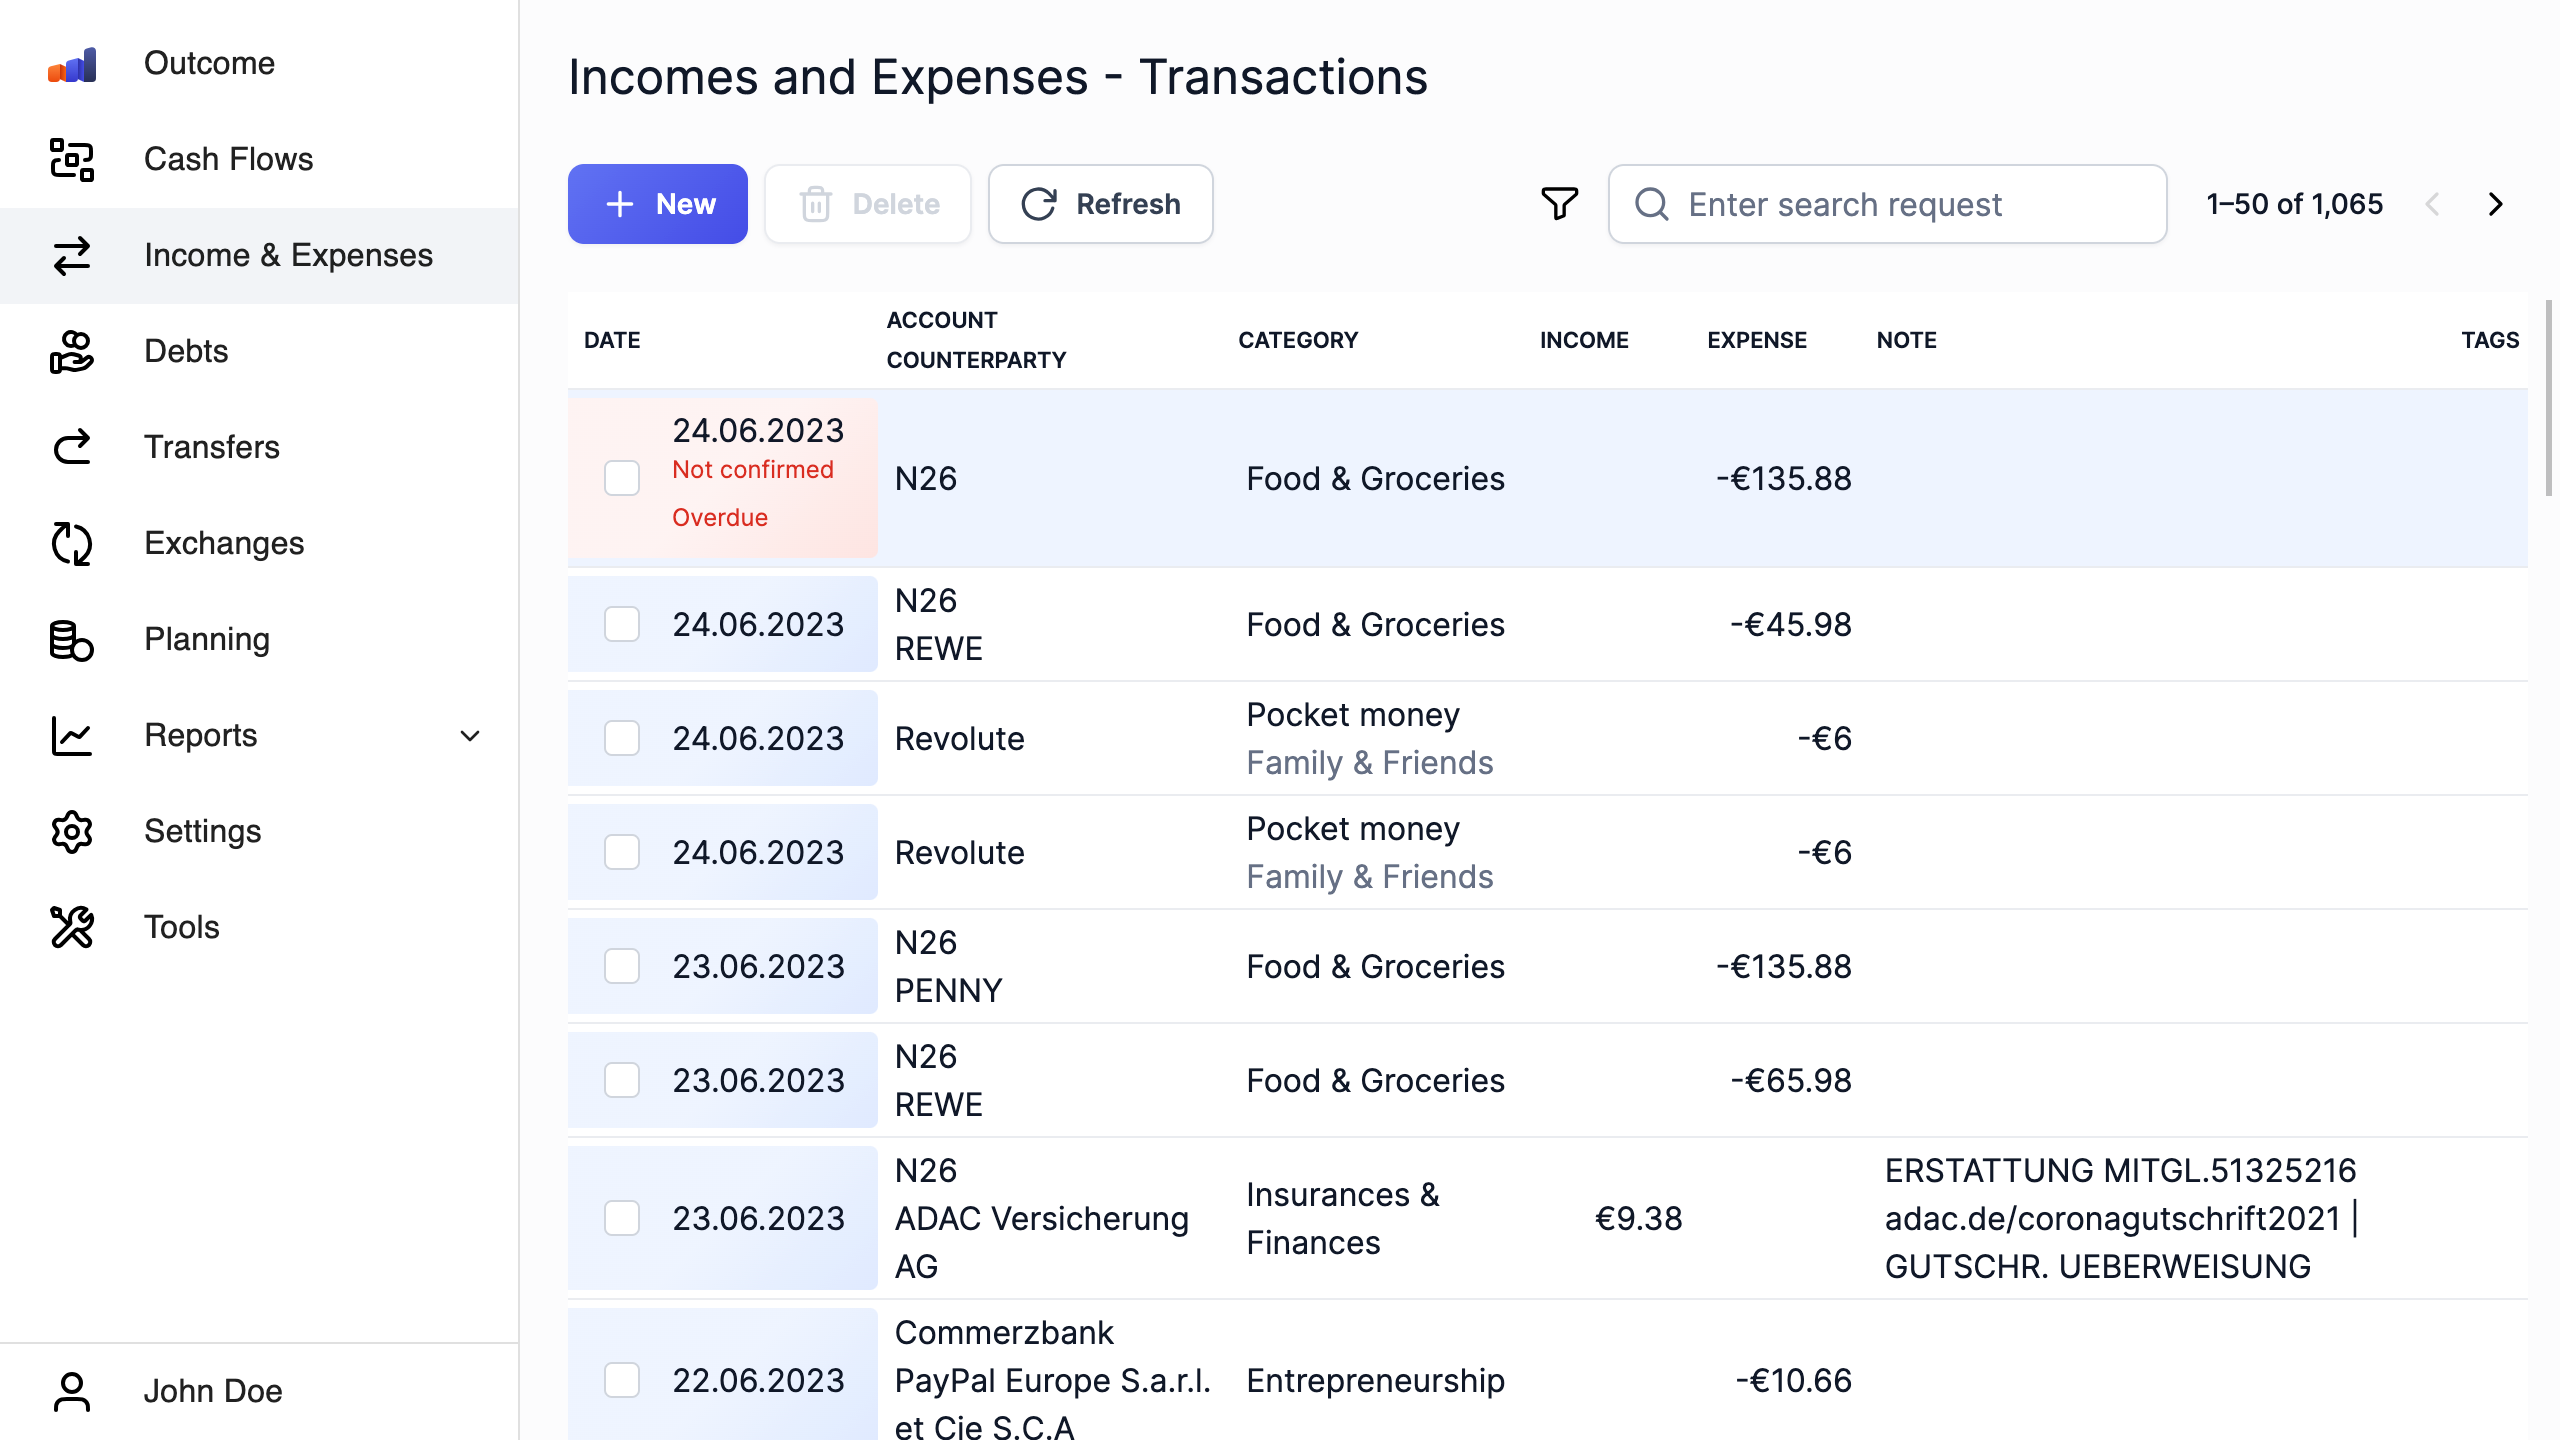 Outcome
Cash Flows
Income & Expenses
Debts
Transfers
Exchanges
Planning
Reports
Settings
Tools
John Doe
Incomes and Expenses - Transactions
New
Delete
Refresh
Enter search request
1–50 of 1,065
DATE
ACCOUNT
COUNTERPARTY
CATEGORY
INCOME
EXPENSE
NOTE
TAGS
24.06.2023
Not confirmed
Overdue
N26
Food & Groceries
-€135.88
24.06.2023
N26
REWE
Food & Groceries
-€45.98
24.06.2023
Revolute
Pocket money
Family & Friends
-€6
24.06.2023
Revolute
Pocket money
Family & Friends
-€6
23.06.2023
N26
PENNY
Food & Groceries
-€135.88
23.06.2023
N26
REWE
Food & Groceries
-€65.98
23.06.2023
N26
ADAC Versicherung
AG
Insurances &
Finances
€9.38
ERSTATTUNG MITGL.51325216
adac.de/coronagutschrift2021 |
GUTSCHR. UEBERWEISUNG
22.06.2023
Commerzbank
PayPal Europe S.a.r.l.
et Cie S.C.A
Entrepreneurship
-€10.66